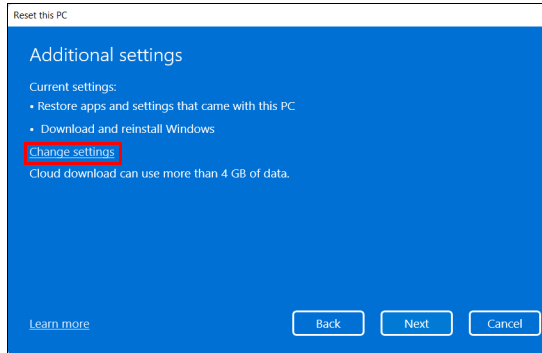 Reset this PC
Additional settings
Current settings:
• Restore apps and settings that came with this PC
• Download and reinstall Windows
Change settings
Cloud download can use more than 4 GB of data.
Learn more
Back
Next
Cancel